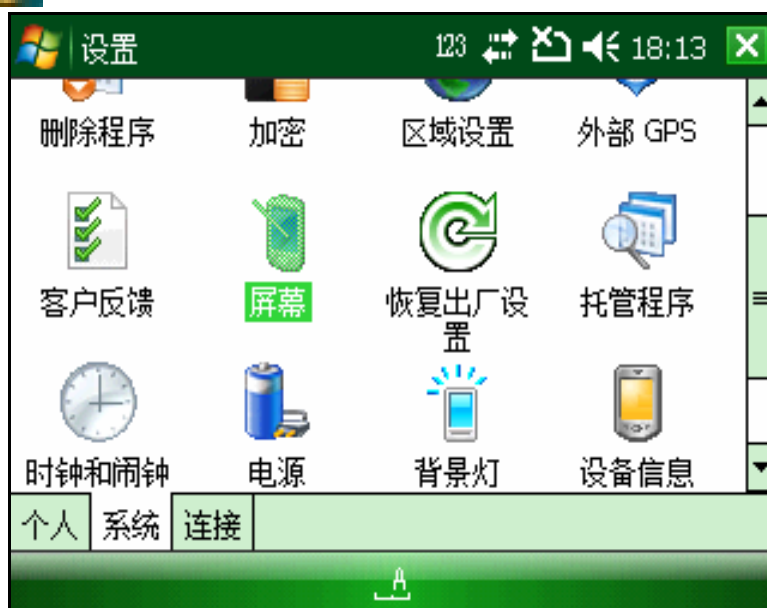 设置 123 18:13
删除程序 加密 区域设置 外部 GPS
客户反馈 屏幕 恢复出厂设置 托管程序
时钟和闹钟 电源 背景灯 设备信息
个人 系统 连接
A